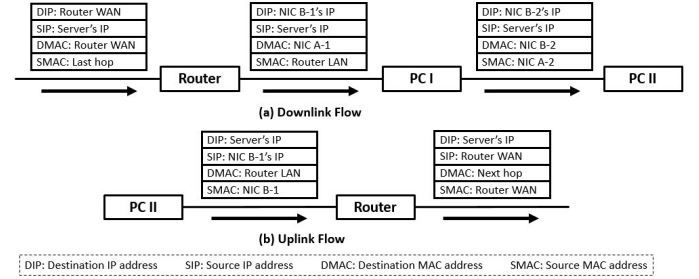 DIP: Router WAN
SIP: Server's IP
DMAC: Router WAN
SMAC: Last hop
DIP: NIC B-1's IP
SIP: Server's IP
DMAC: NIC A-1
SMAC: Router LAN
DIP: NIC B-2's IP
SIP: Server's IP
DMAC: NIC B-2
SMAC: NIC A-2
Router
PC I
PC II
(a) Downlink Flow
DIP: Server's IP
SIP: NIC B-1's IP
DMAC: Router LAN
SMAC: NIC B-1
DIP: Server's IP
SIP: Router WAN
DMAC: Next hop
SMAC: Router WAN
PC II
Router
(b) Uplink Flow
DIP: Destination IP address SIP: Source IP address DMAC: Destination MAC address SMAC: Source MAC address